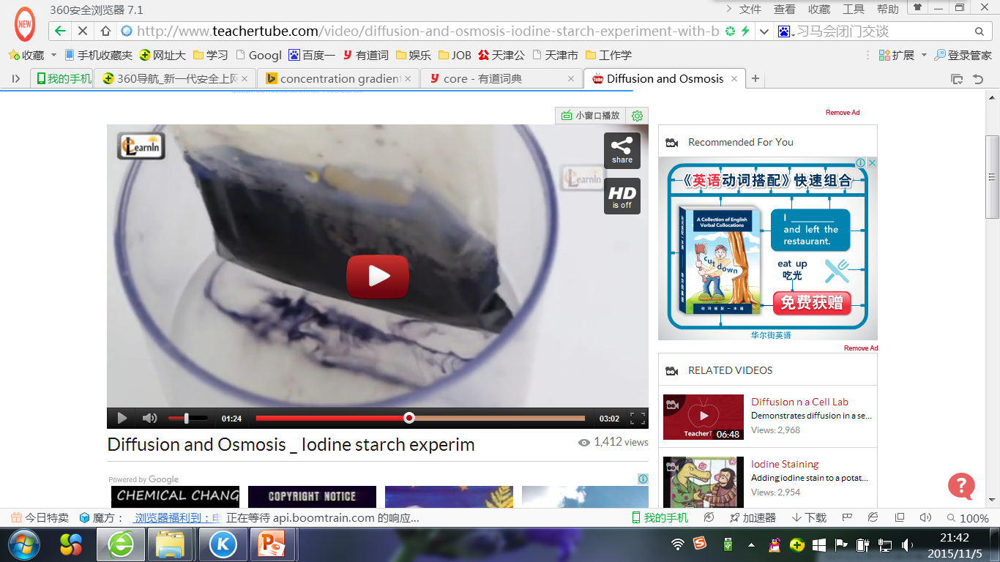 360安全浏览器 7.1
文件 查看 收藏 工具 帮助
http://www.teachertube.com/video/diffusion-and-osmosis-iodine-starch-experiment-with-b
习马会闭门交谈
收藏 手机收藏夹 网址大 学习 Googl 百度一 有道词 娱乐 JOB 天津公 天津市 工作学 扩展 登录管家
我的手机 360导航_新一代安全上网 concentration gradient core - 有道词典 Diffusion and Osmosis
小窗口播放
Remove Ad
LearnIn
share
LearnIn
HD
is off
01:24 03:02
Diffusion and Osmosis _ Iodine starch experim
1,412 views
Powered by Google
CHEMICAL CHANG
COPYRIGHT NOTICE
Recommended For You
《英语动词搭配》快速组合
A Collection of English
Verbal Collocations
cut down
动词搭配一本通
I ________
and left the
restaurant.
eat up
吃光
免费获赠
华尔街英语
Remove Ad
RELATED VIDEOS
Diffusion n a Cell Lab
Demonstrates diffusion in a se...
Views: 2,968
TeacherT
06:48
Iodine Staining
Adding iodine stain to a potat...
Views: 2,954
今日特卖 魔方： 浏览器福利到：
正在等待 api.boomtrain.com 的响应...
我的手机 加速器 下载 100%
21:42
2015/11/5